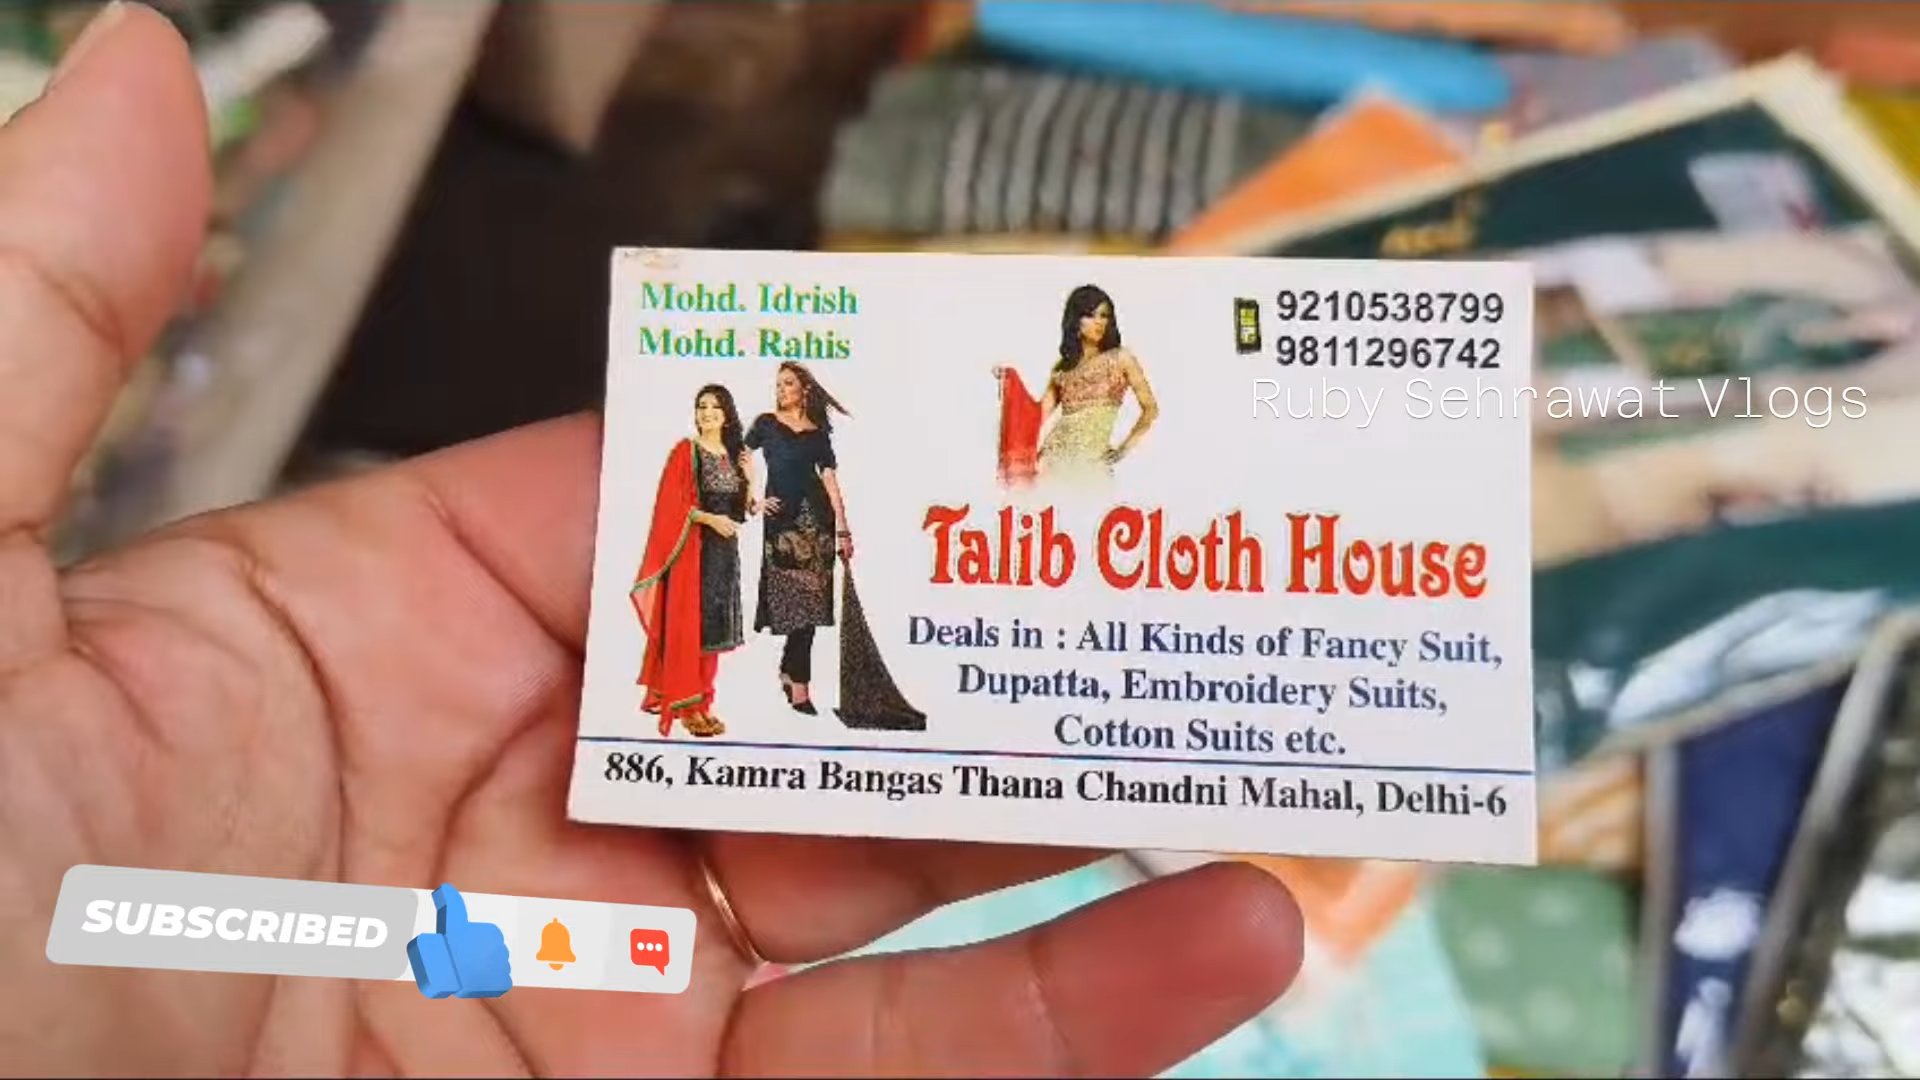 Mohd. Idrish
Mohd. Rahis
9210538799
9811296742
Ruby Sehrawat Vlogs
Talib Cloth House
Deals in : All Kinds of Fancy Suit,
Dupatta, Embroidery Suits,
Cotton Suits etc.
886, Kamra Bangas Thana Chandni Mahal, Delhi-6
SUBSCRIBED